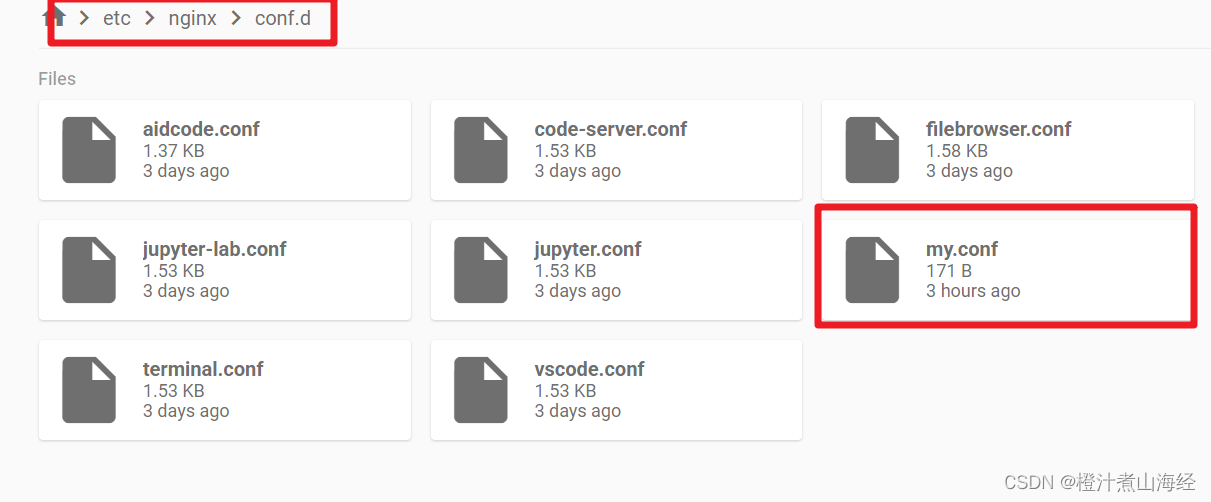 etc nginx conf.d
Files
aidcode.conf
1.37 KB
3 days ago
code-server.conf
1.53 KB
3 days ago
filebrowser.conf
1.58 KB
3 days ago
jupyter-lab.conf
1.53 KB
3 days ago
jupyter.conf
1.53 KB
3 days ago
my.conf
171 B
3 hours ago
terminal.conf
1.53 KB
3 days ago
vscode.conf
1.53 KB
3 days ago
CSDN @橙汁煮山海经